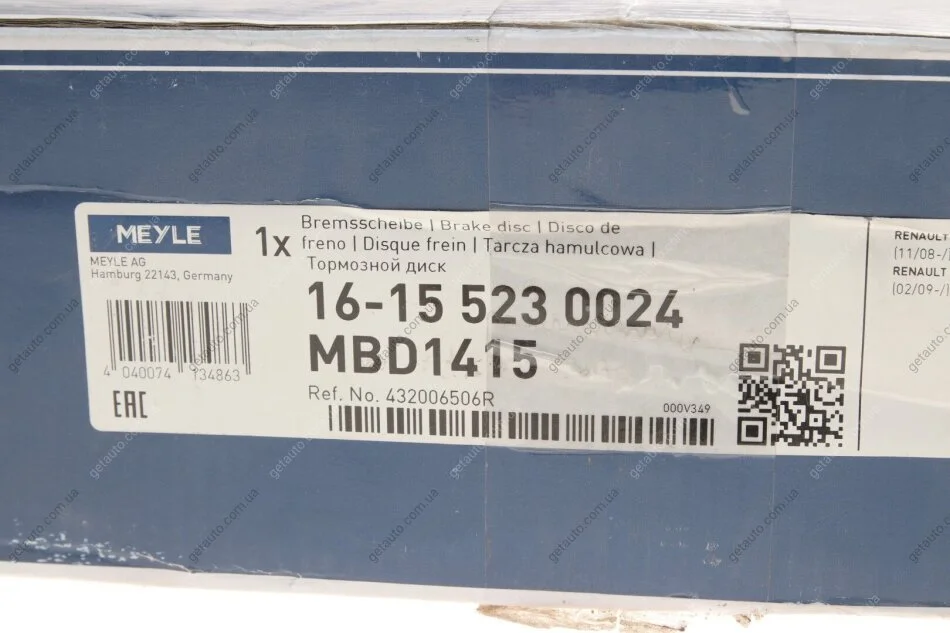 MEYLE
MEYLE AG
Hamburg 22143, Germany
4 040074 134863
EAC
1x
Bremsscheibe | Brake disc | Disco de
freno | Disque frein | Tarcza hamulcowa |
Тормозной диск
16-15 523 0024
MBD1415
Ref. No. 432006506R
000V349
RENAULT
(11/08-/)
RENAULT
(02/09-/)
getauto.com.ua